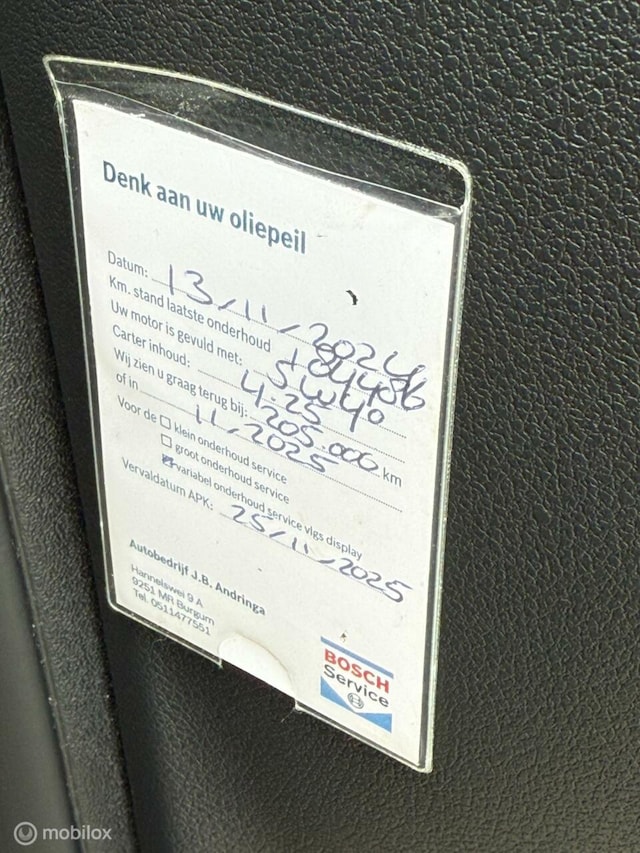 Denk aan uw oliepeil
Datum: 13/11/2024
Km. stand laatste onderhoud 184406
Uw motor is gevuld met: 5W40
Carter inhoud: 4.25
Wij zien u graag terug bij: 205.000 km
of in 11.2025
Voor de klein onderhoud service
groot onderhoud service
variabel onderhoud service vlgs display
Vervaldatum APK: 25/11/2025
Autobedrijf J.B. Andringa
Hannelswei 9 A
9251 MR Burgum
Tel. 0511477551
BOSCH
Service
mobilox